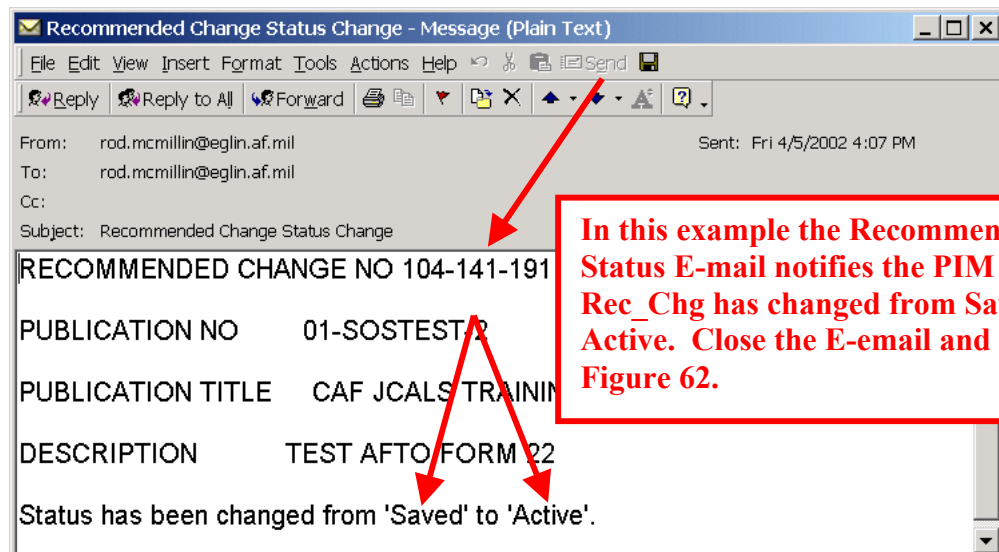 Recommended Change Status Change - Message (Plain Text)
File Edit View Insert Format Tools Actions Help Send
Reply Reply to All Forward
From: rod.mcmillin@eglin.af.mil Sent: Fri 4/5/2002 4:07 PM
To: rod.mcmillin@eglin.af.mil
Cc:
Subject: Recommended Change Status Change
RECOMMENDED CHANGE NO 104-141-191
PUBLICATION NO 01-SOSTEST-2
PUBLICATION TITLE CAF JCALS TRAININ
DESCRIPTION TEST AFTO FORM 22
Status has been changed from 'Saved' to 'Active'.
In this example the Recommen
Status E-mail notifies the PIM
Rec_Chg has changed from Sa
Active. Close the E-email and
Figure 62.